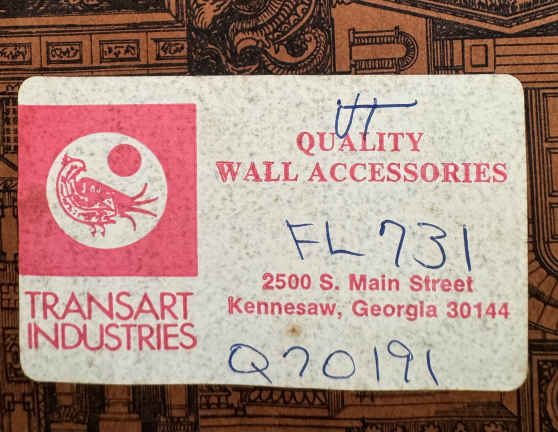 UT
QUALITY
WALL ACCESSORIES
FL 731
2500 S. Main Street
Kennesaw, Georgia 30144
TRANSART
INDUSTRIES
Q70191